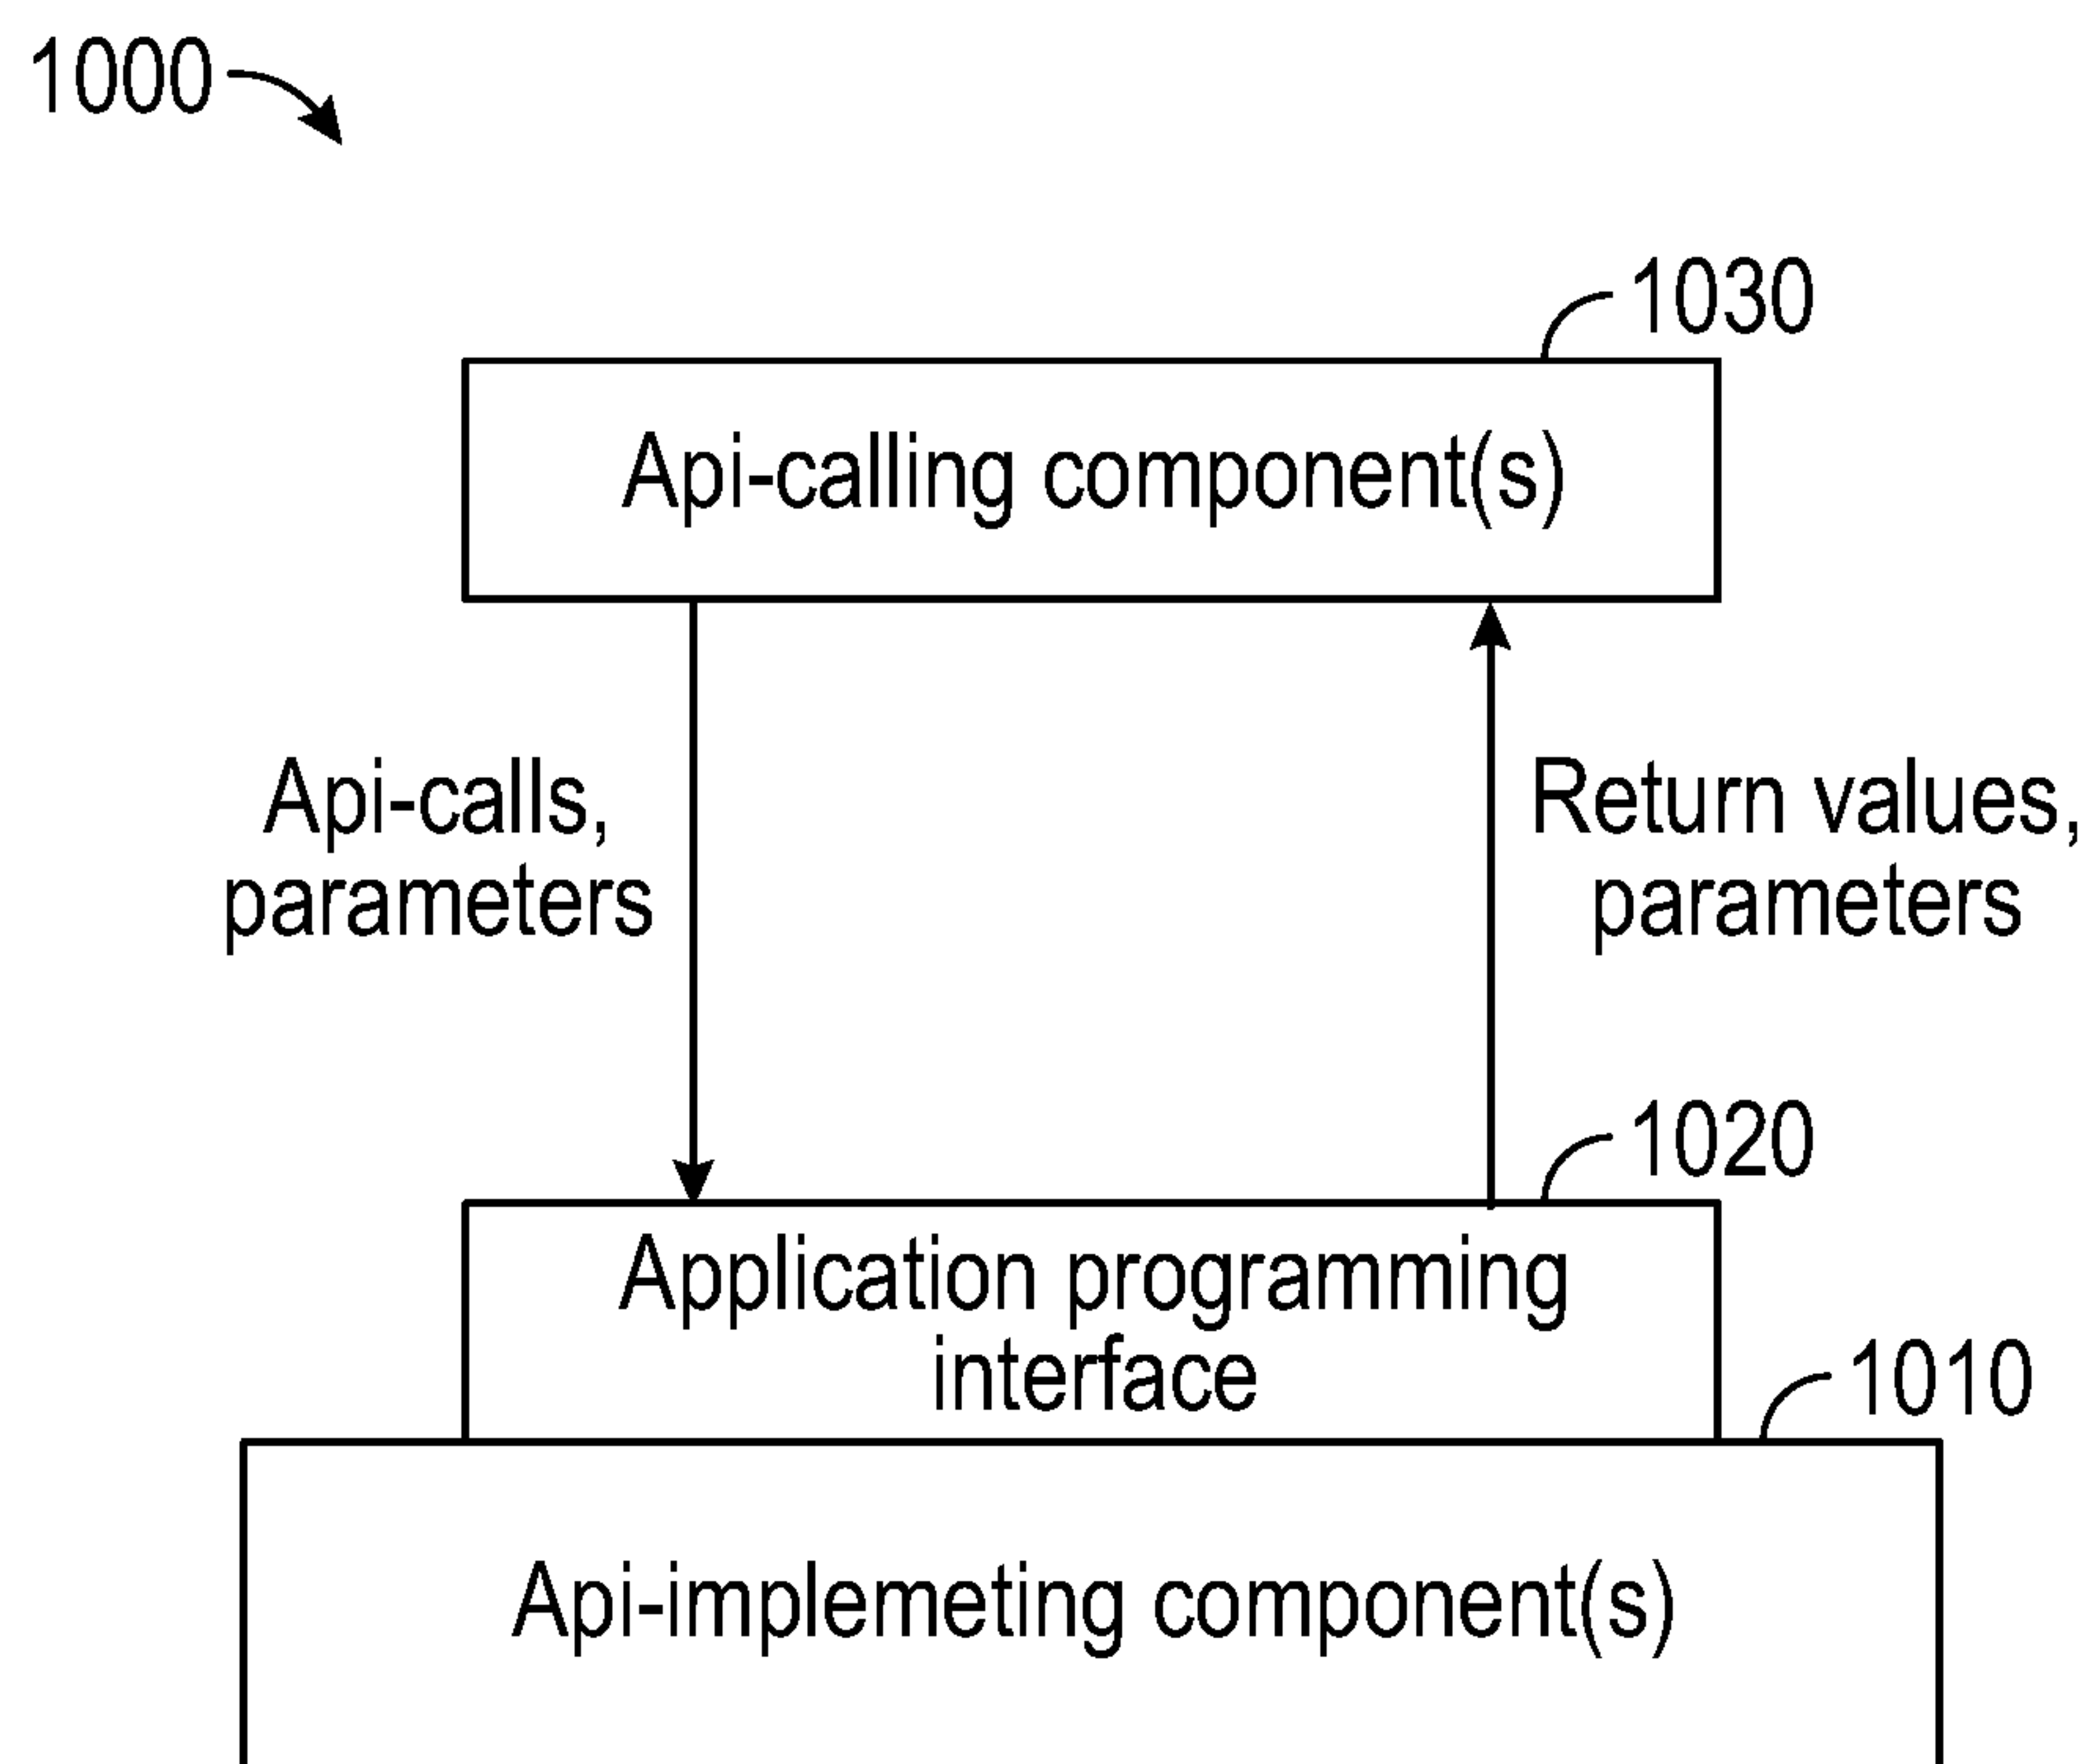 1000
1030
Api-calling component(s)
Api-calls,
parameters
Return values,
parameters
1020
Application programming
interface
1010
Api-implemeting component(s)